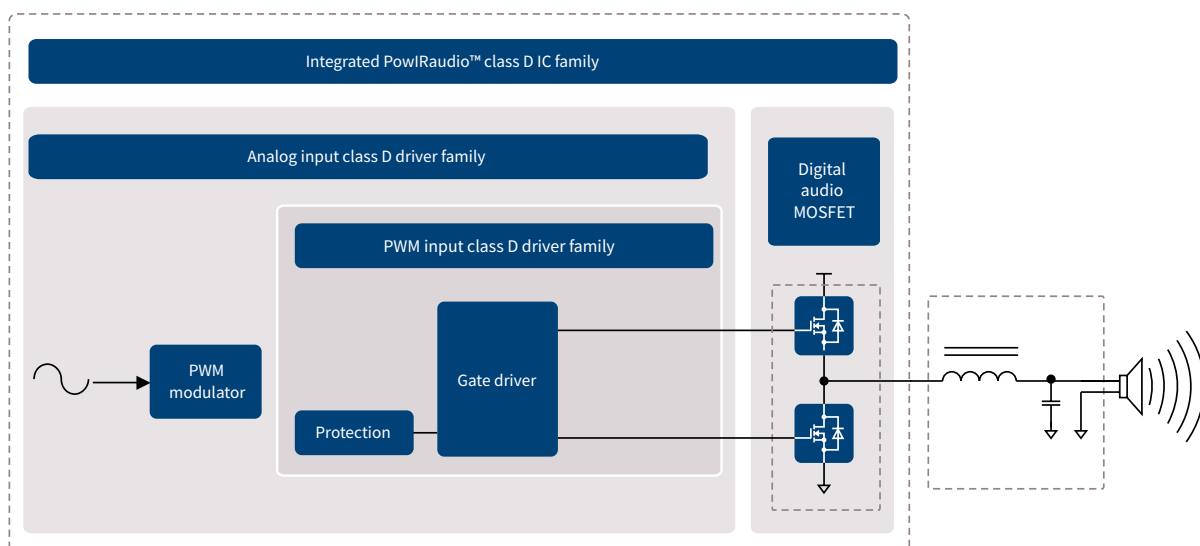 Integrated PowIRaudio™ class D IC family
Analog input class D driver family
Digital
audio
MOSFET
PWM input class D driver family
PWM
modulator
Gate driver
Protection